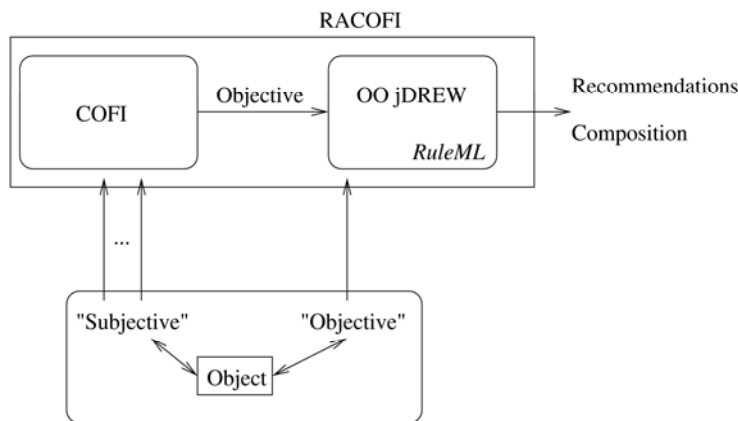 RACOFI
COFI
Objective
OO jDREW
RuleML
Recommendations
Composition
...
"Subjective"
"Objective"
Object